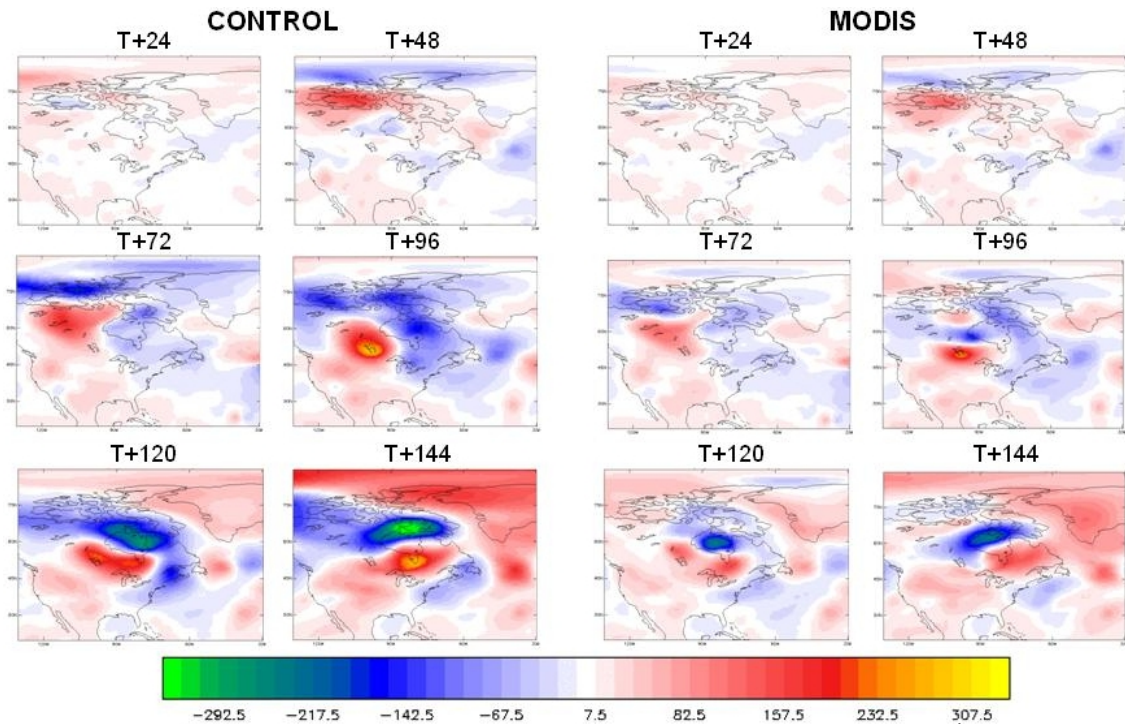 CONTROL MODIS
T+24 T+48 T+24 T+48
T+72 T+96 T+72 T+96
T+120 T+144 T+120 T+144
−292.5 −217.5 −142.5 −67.5 7.5 82.5 157.5 232.5 307.5